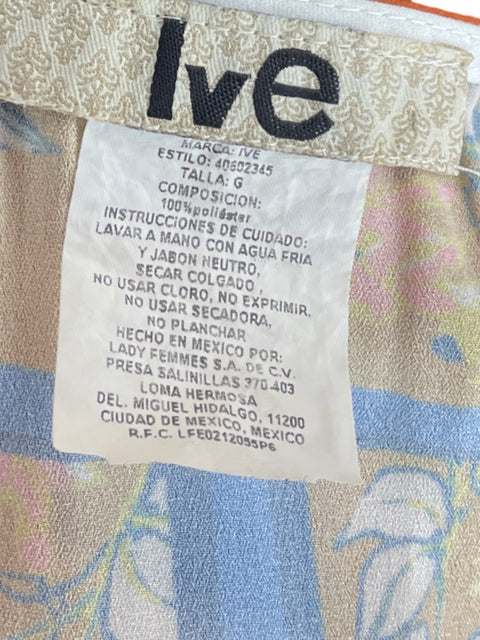 IvE
MARCA: IVE
ESTILO: 40602345
TALLA: G
COMPOSICION:
100%poliéster
INSTRUCCIONES DE CUIDADO:
LAVAR A MANO CON AGUA FRIA
Y JABON NEUTRO,
SECAR COLGADO ,
NO USAR CLORO, NO EXPRIMIR,
NO USAR SECADORA,
NO PLANCHAR
HECHO EN MEXICO POR:
LADY FEMMES S.A. DE C.V.
PRESA SALINILLAS 370-403
LOMA HERMOSA
DEL. MIGUEL HIDALGO, 11200
CIUDAD DE MEXICO, MEXICO
R.F.C. LFE0212055P6